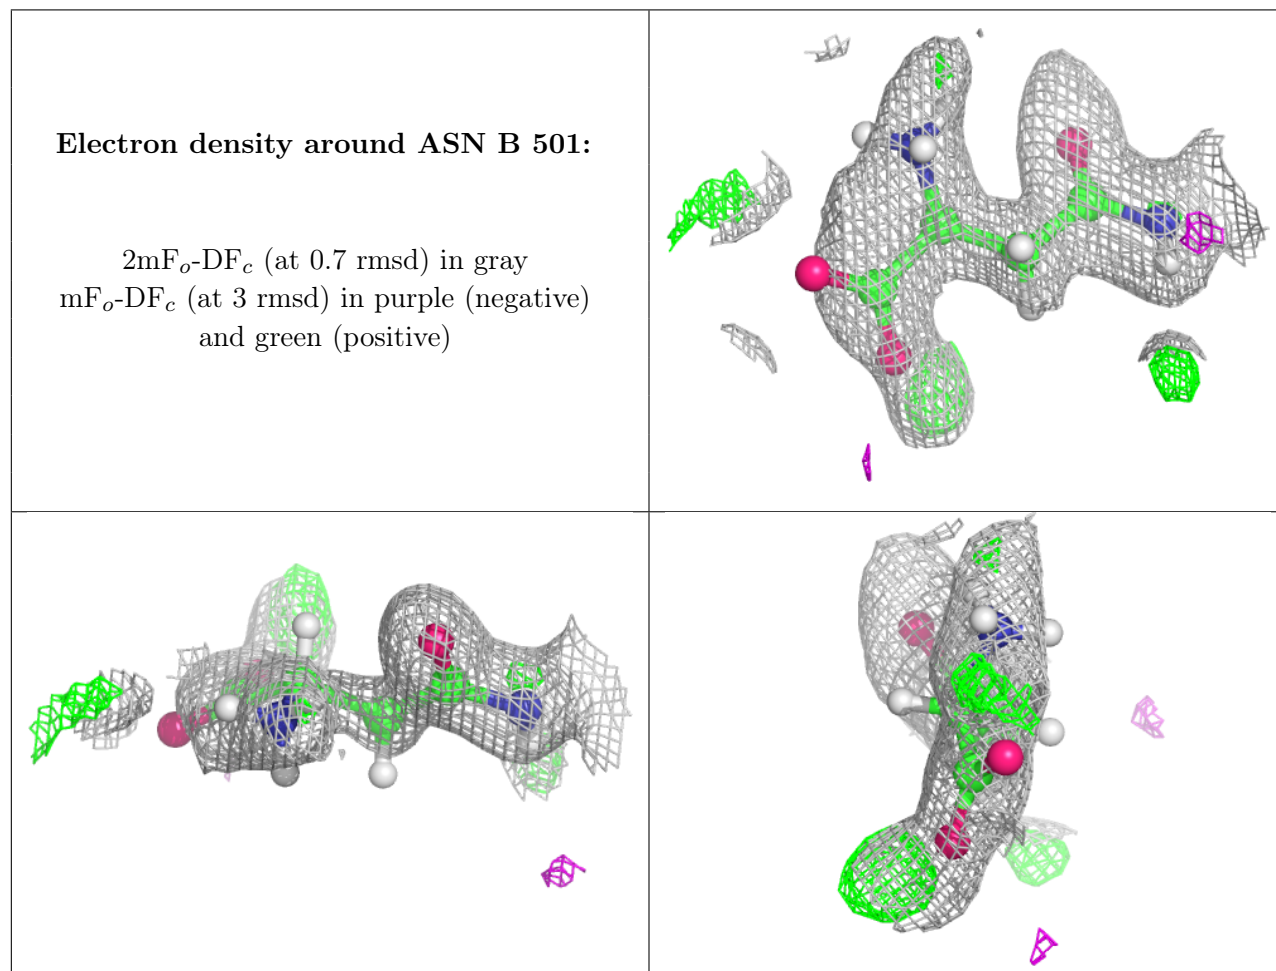 Electron density around ASN B 501:
2mFo-DFc (at 0.7 rmsd) in gray
mFo-DFc (at 3 rmsd) in purple (negative)
and green (positive)